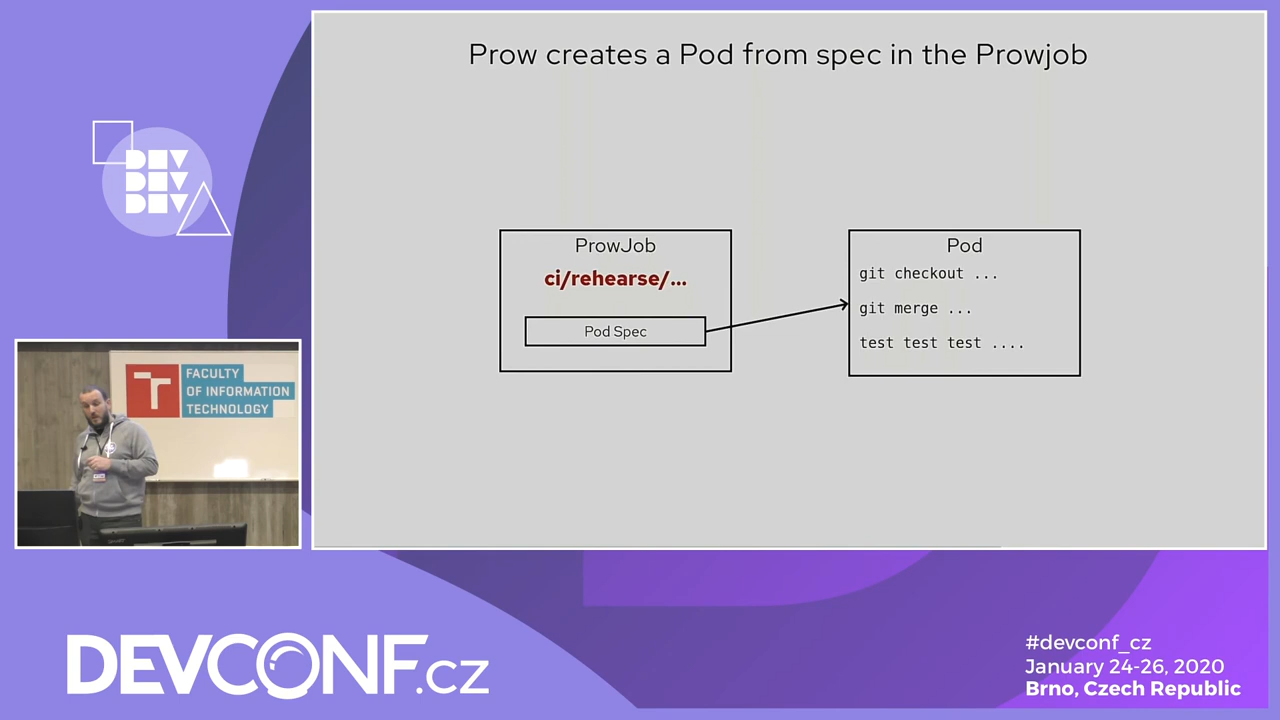 Prow creates a Pod from spec in the Prowjob
ProwJob
ci/rehearse/...
Pod Spec
Pod
git checkout ...
git merge ...
test test test ....
DEV
DEV
DEV
FACULTY
OF INFORMATION
TECHNOLOGY
DEVCONF.cz
#devconf_cz
January 24-26, 2020
Brno, Czech Republic